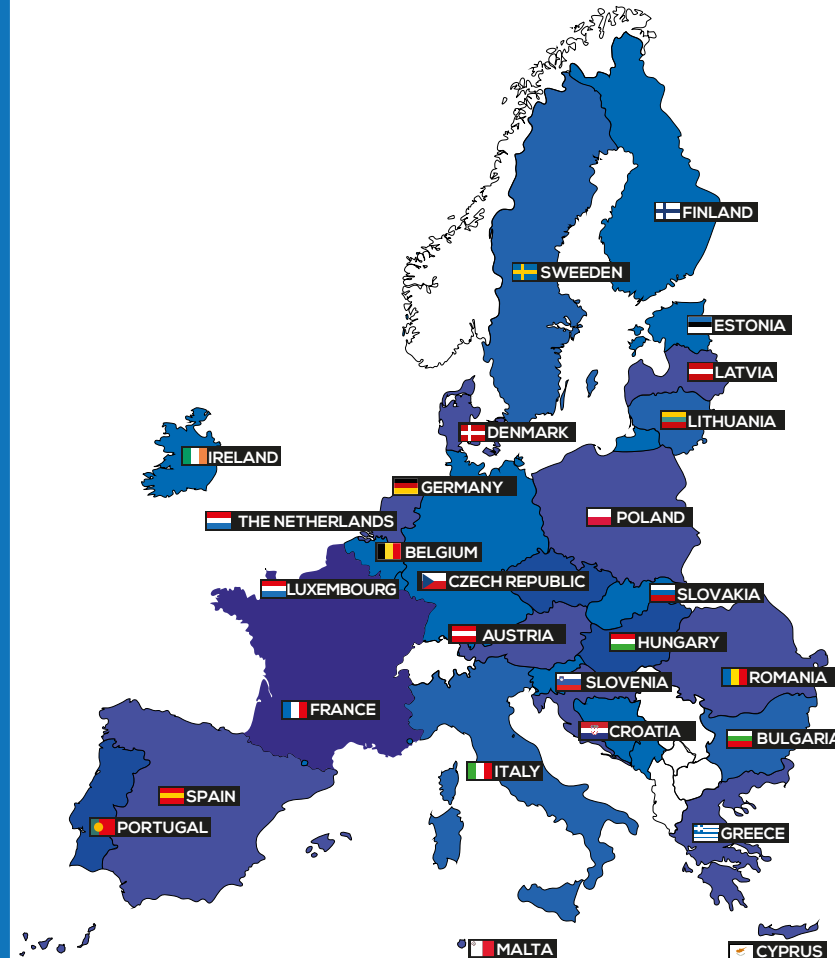 FINLAND
SWEEDEN
ESTONIA
LATVIA
LITHUANIA
DENMARK
IRELAND
GERMANY
THE NETHERLANDS
POLAND
BELGIUM
CZECH REPUBLIC
LUXEMBOURG
SLOVAKIA
AUSTRIA
HUNGARY
ROMANIA
SLOVENIA
FRANCE
CROATIA
BULGARIA
ITALY
SPAIN
PORTUGAL
GREECE
MALTA
CYPRUS